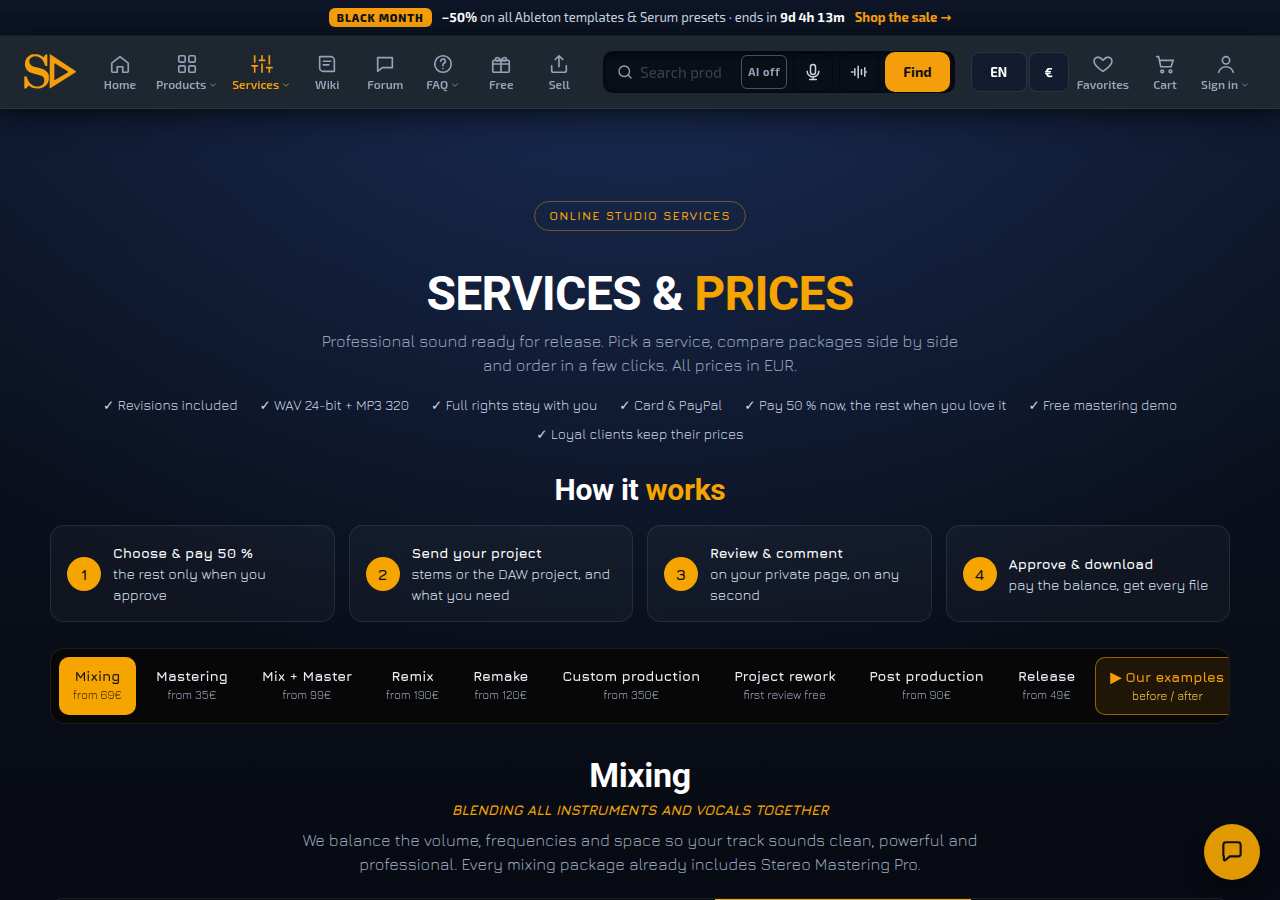 BLACK MONTH −50% on all Ableton templates & Serum presets · ends in 9d 4h 13m Shop the sale →
SD
Home Products Services Wiki Forum FAQ Free Sell Search prod AI off Find EN € Favorites Cart Sign in
ONLINE STUDIO SERVICES
SERVICES & PRICES
Professional sound ready for release. Pick a service, compare packages side by side
and order in a few clicks. All prices in EUR.
✓ Revisions included ✓ WAV 24-bit + MP3 320 ✓ Full rights stay with you ✓ Card & PayPal ✓ Pay 50 % now, the rest when you love it ✓ Free mastering demo
✓ Loyal clients keep their prices
How it works
1 Choose & pay 50 %
the rest only when you
approve
2 Send your project
stems or the DAW project, and
what you need
3 Review & comment
on your private page, on any
second
4 Approve & download
pay the balance, get every file
Mixing
from 69€
Mastering
from 35€
Mix + Master
from 99€
Remix
from 190€
Remake
from 120€
Custom production
from 350€
Project rework
first review free
Post production
from 90€
Release
from 49€
▶ Our examples
before / after
Mixing
BLENDING ALL INSTRUMENTS AND VOCALS TOGETHER
We balance the volume, frequencies and space so your track sounds clean, powerful and
professional. Every mixing package already includes Stereo Mastering Pro.